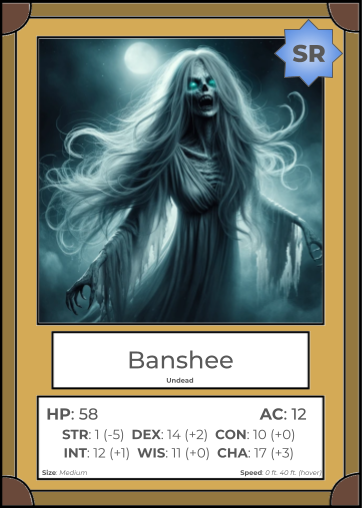 SR
Banshee
Undead
HP: 58 AC: 12
STR: 1 (-5) DEX: 14 (+2) CON: 10 (+0)
INT: 12 (+1) WIS: 11 (+0) CHA: 17 (+3)
Size: Medium Speed: 0 ft. 40 ft. (hover)